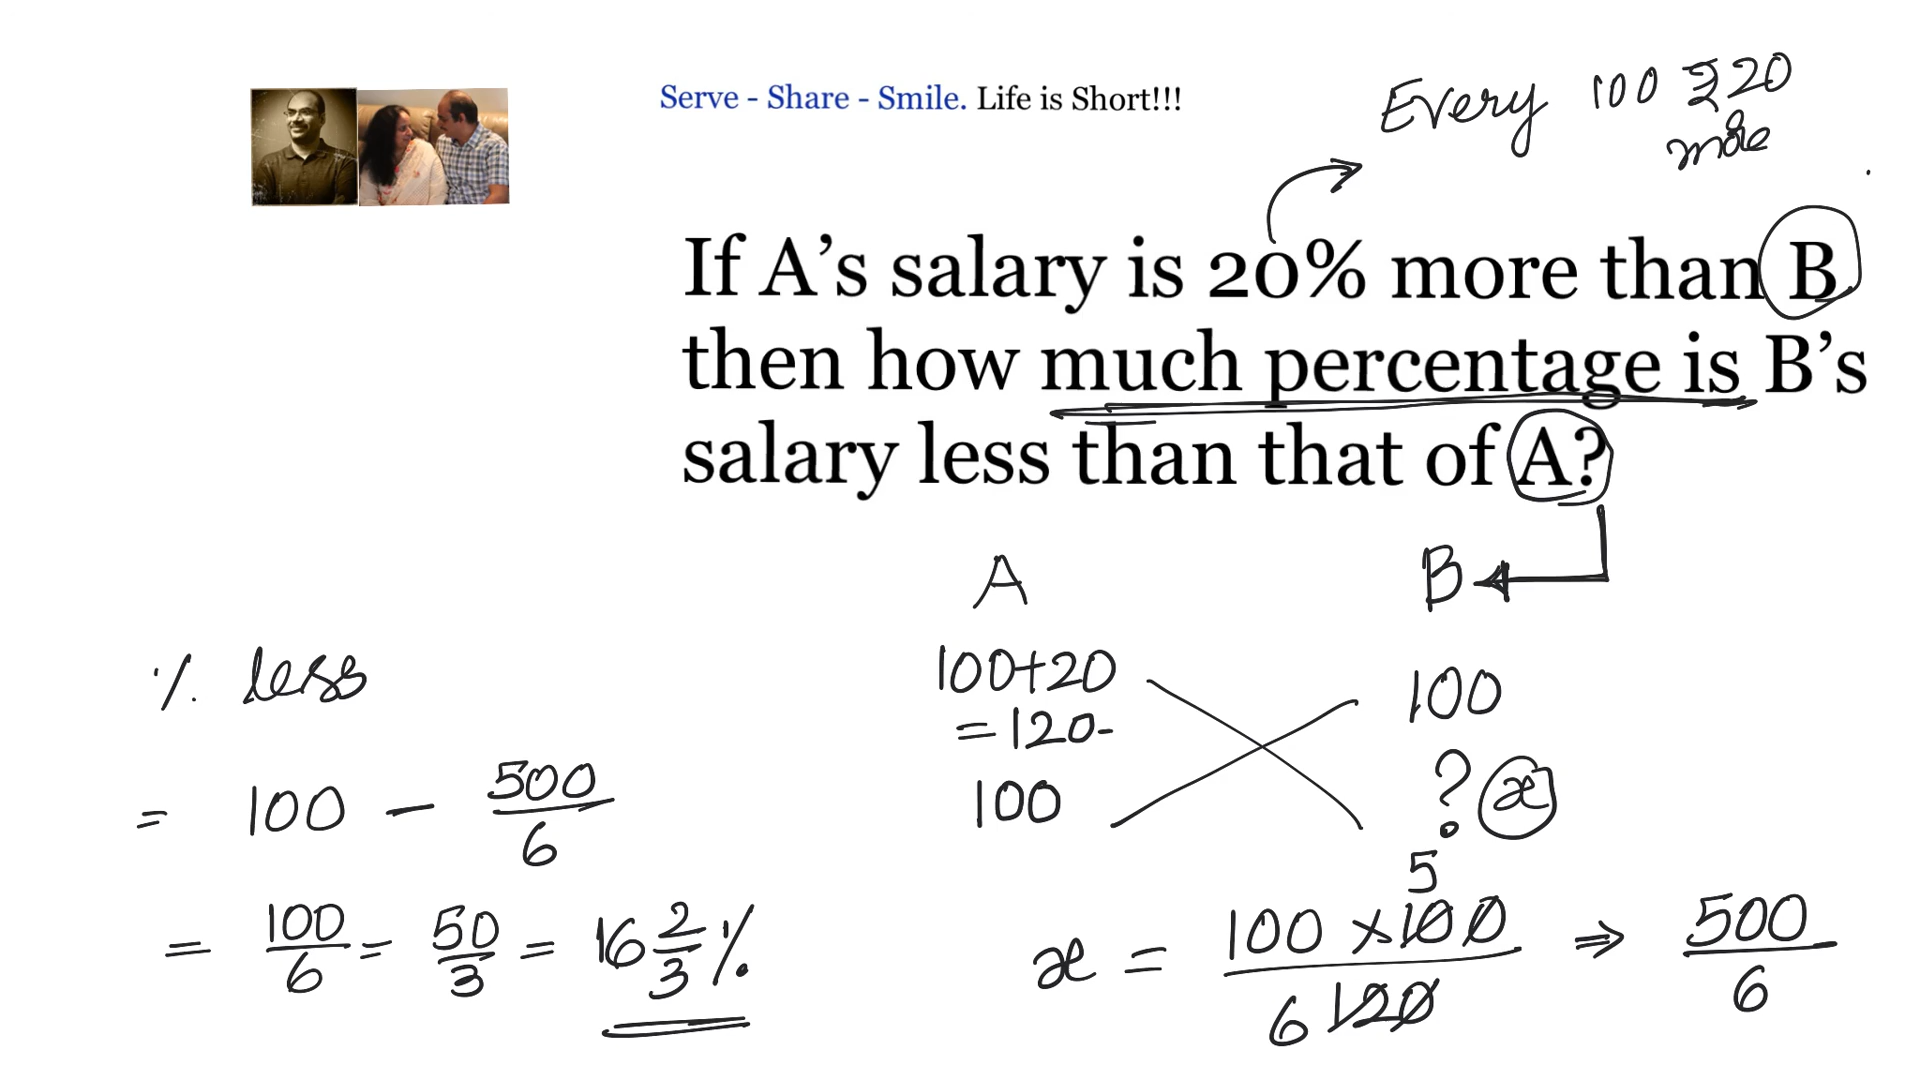 Serve - Share - Smile. Life is Short!!!
Every 100 ₹20
more
If A’s salary is 20% more than B
then how much percentage is B’s
salary less than that of A?
A B
100+20 100
=120-
100 ? x
% less
= 100 - 500/6
= 100/6 = 50/3 = 16 2/3 %
5
x = 100 × 100 / 6 120 ⇒ 500/6